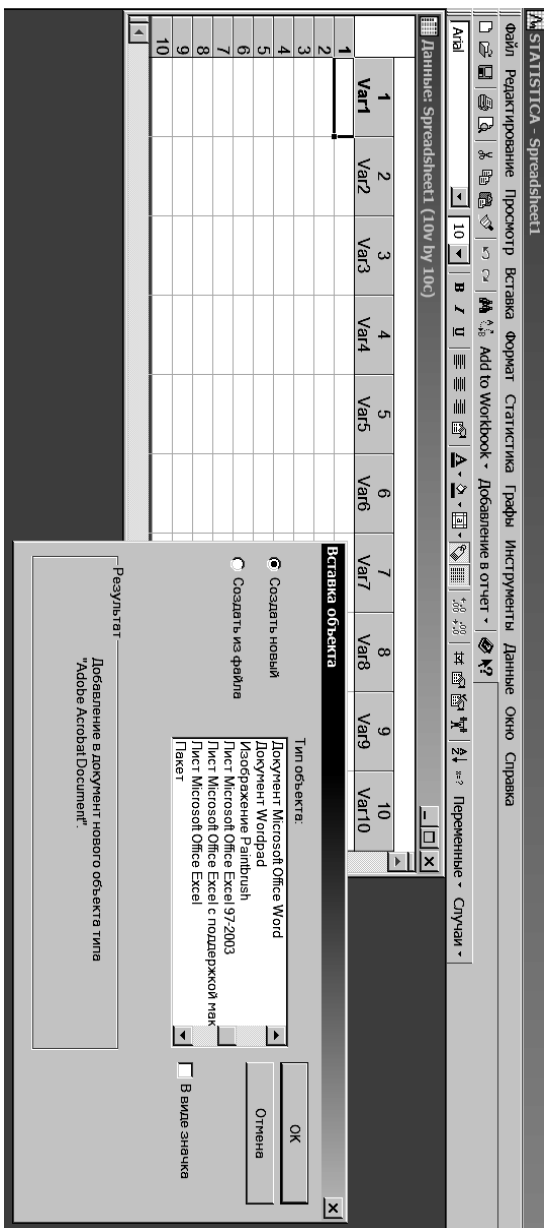 STATISTICA - Spreadsheet1
Файл Редактирование Просмотр Вставка Формат Статистика Графы Инструменты Данные Окно Справка
Add to Workbook Добавление в отчет
Arial 10 B I U Переменные Случаи
Данные: Spreadsheet1 (10v by 10c)
1 2 3 4 5 6 7 8 9 10
Var1 Var2 Var3 Var4 Var5 Var6 Var7 Var8 Var9 Var10
1
2
3
4
5
6
7
8
9
10
Вставка объекта
Создать новый
Создать из файла
Тип объекта:
Документ Microsoft Office Word
Документ Wordpad
Изображение Paintbrush
Лист Microsoft Office Excel 97-2003
Лист Microsoft Office Excel с поддержкой мак
Лист Microsoft Office Excel
Пакет
OK
Отмена
В виде значка
Результат
Добавление в документ нового объекта типа
"Adobe Acrobat Document".